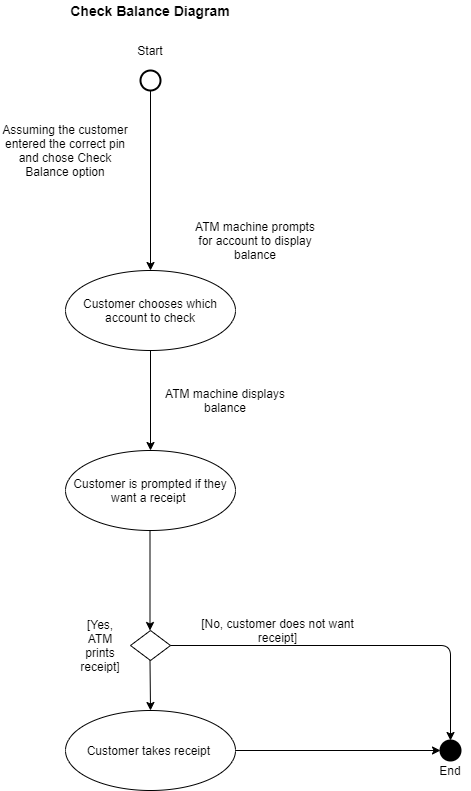 Check Balance Diagram
Start
Assuming the customer
entered the correct pin
and chose Check
Balance option
ATM machine prompts
for account to display
balance
Customer chooses which
account to check
ATM machine displays
balance
Customer is prompted if they
want a receipt
[Yes,
ATM
prints
receipt]
[No, customer does not want
receipt]
Customer takes receipt
End